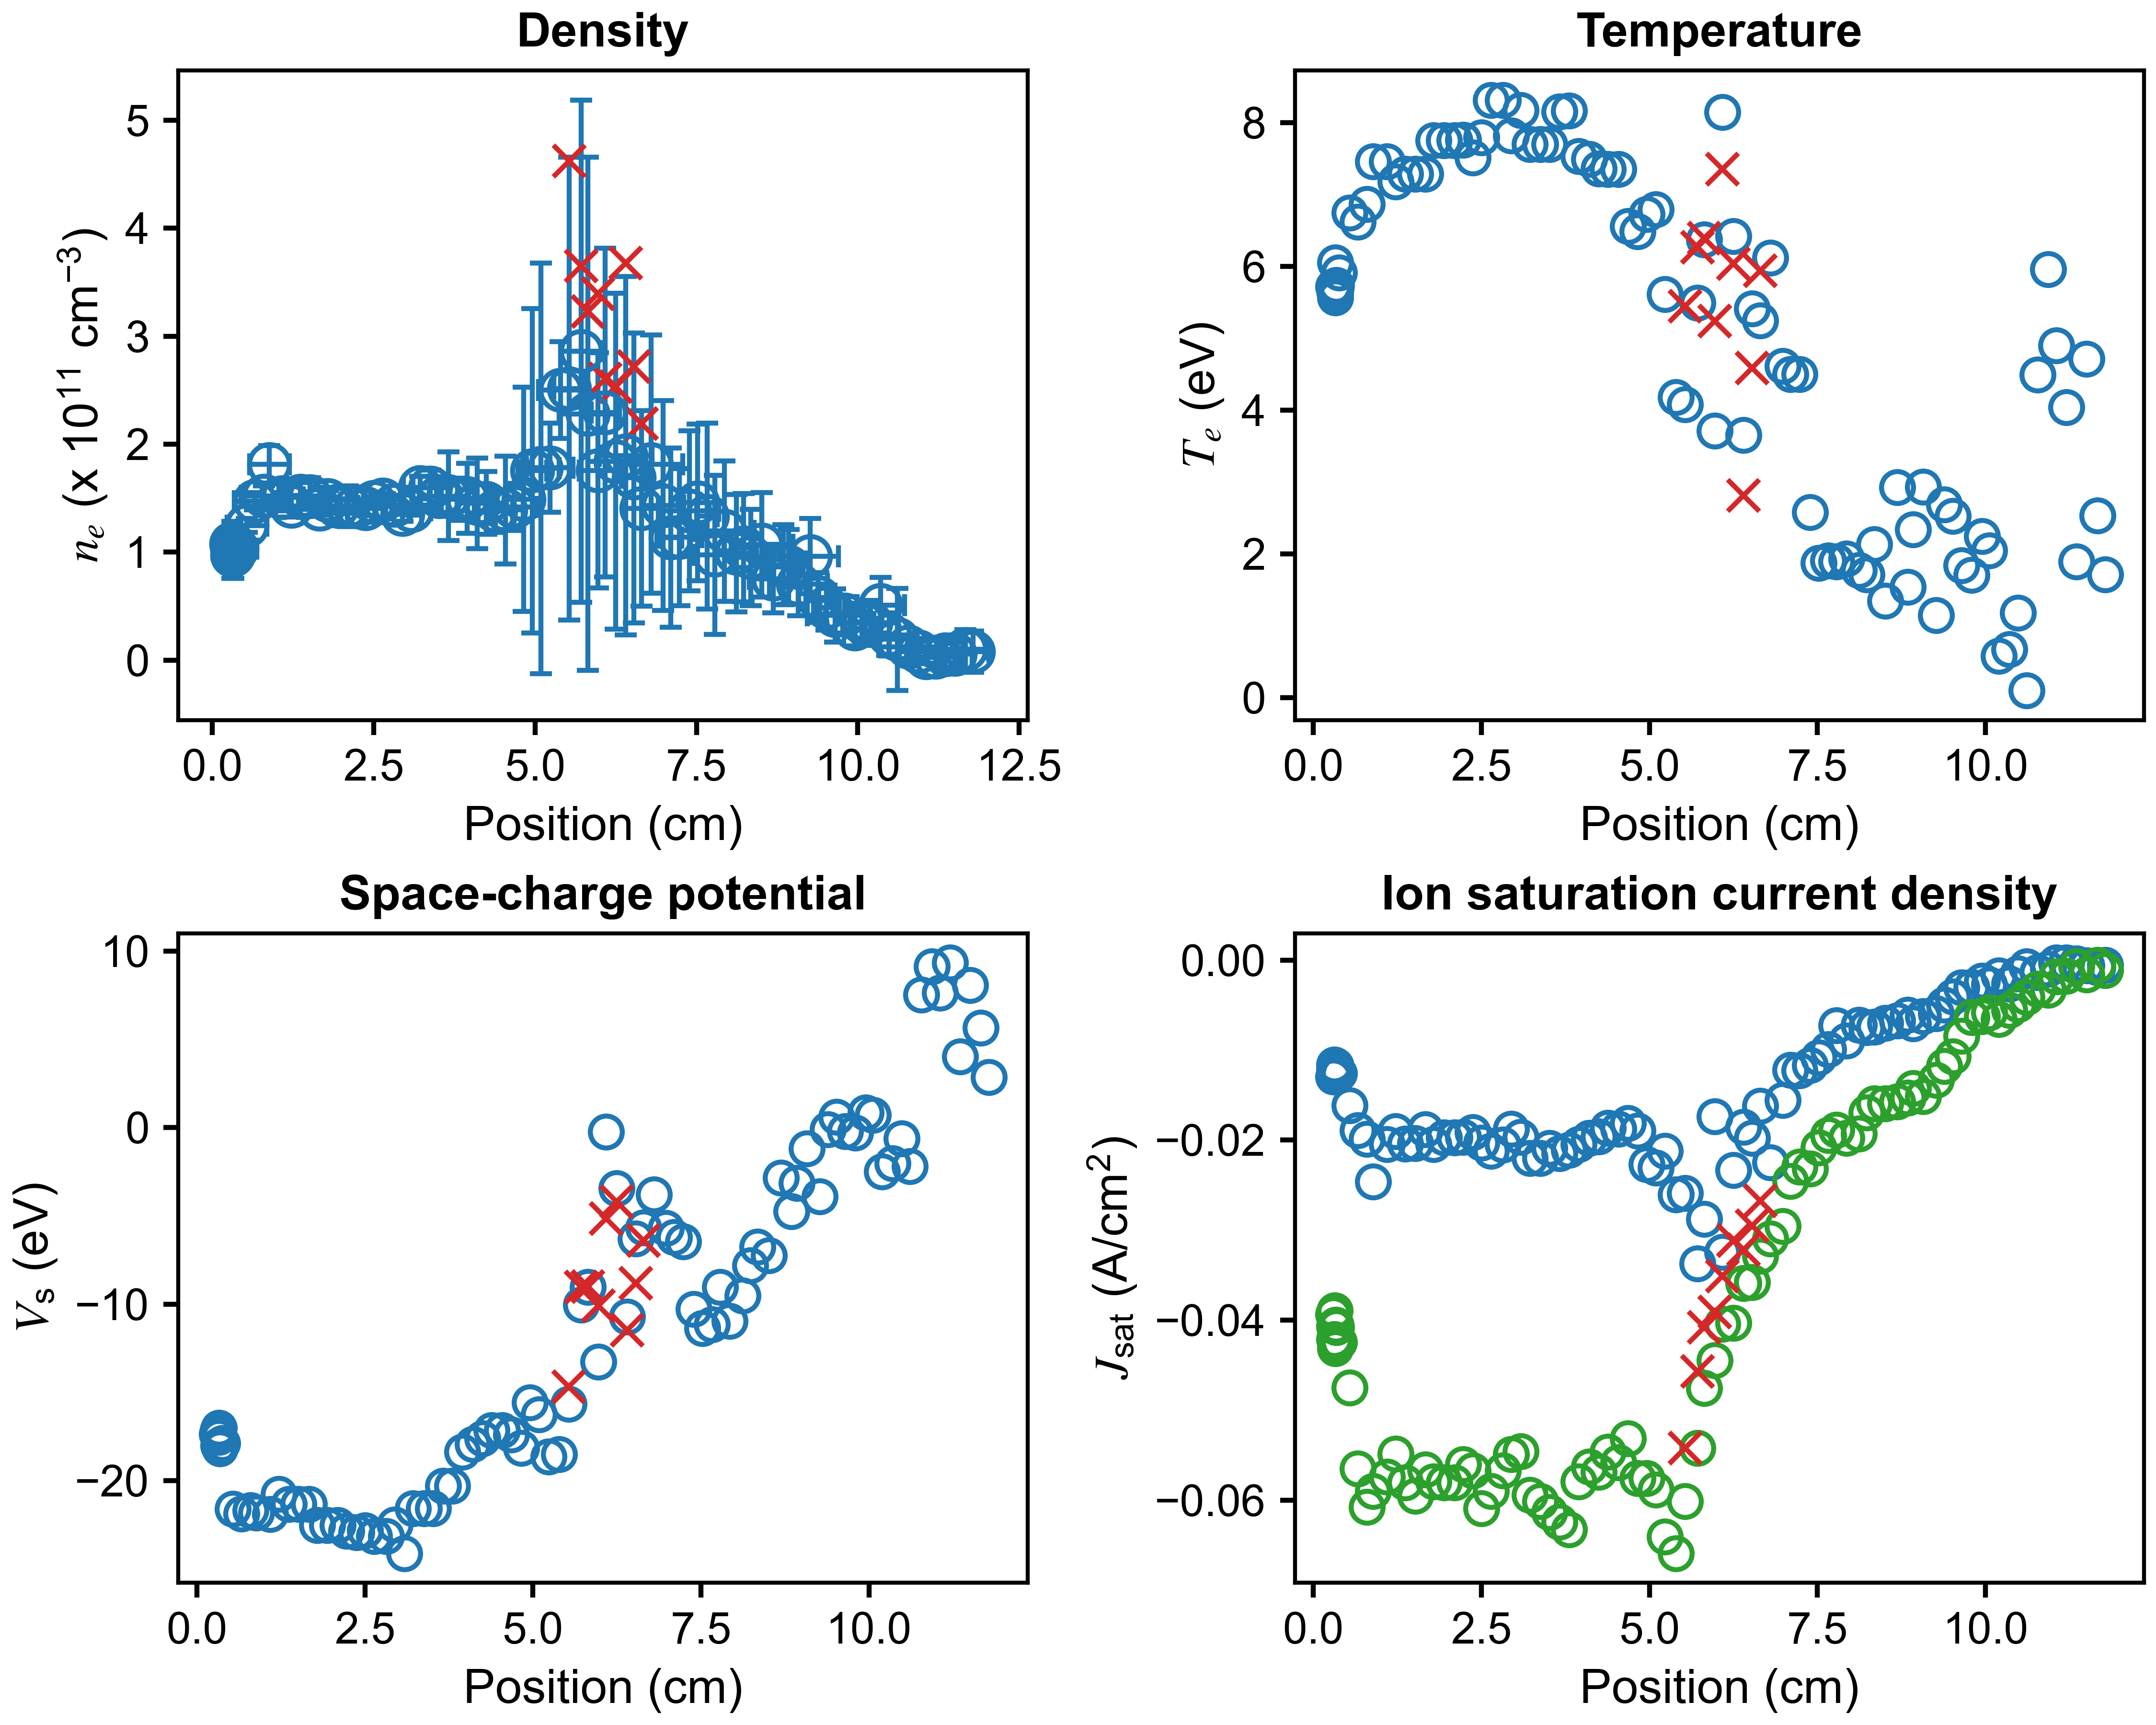 Density
5
4
3
2
1
0
n_e (x 10¹¹ cm⁻³)
0.0 2.5 5.0 7.5 10.0 12.5
Position (cm)
Temperature
8
6
4
2
0
T_e (eV)
0.0 2.5 5.0 7.5 10.0
Position (cm)
Space-charge potential
10
0
−10
−20
V_s (eV)
0.0 2.5 5.0 7.5 10.0
Position (cm)
Ion saturation current density
0.00
−0.02
−0.04
−0.06
J_sat (A/cm²)
0.0 2.5 5.0 7.5 10.0
Position (cm)